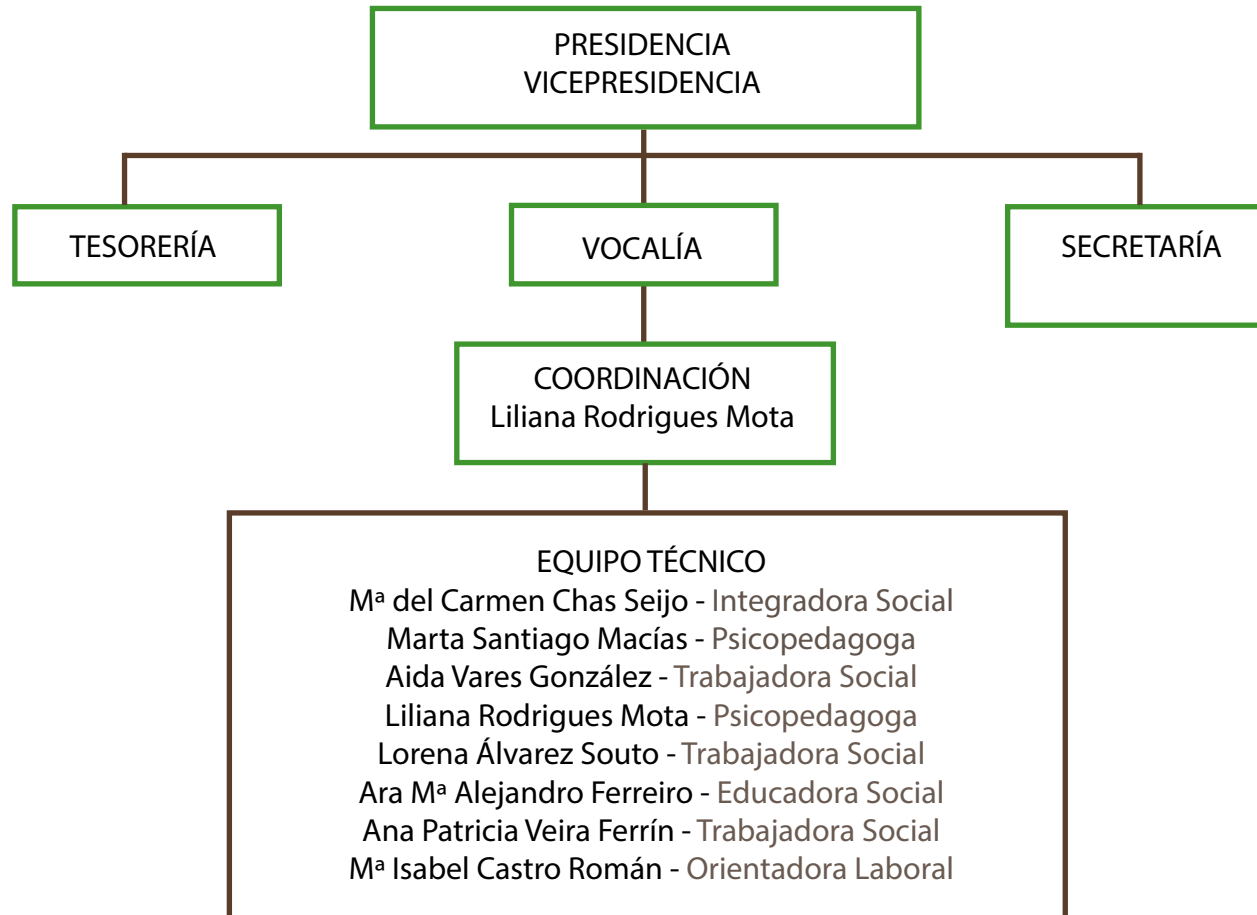 PRESIDENCIA
VICEPRESIDENCIA
TESORERÍA
VOCALÍA
SECRETARÍA
COORDINACIÓN
Liliana Rodrigues Mota
EQUIPO TÉCNICO
Mª del Carmen Chas Seijo - Integradora Social
Marta Santiago Macías - Psicopedagoga
Aida Vares González - Trabajadora Social
Liliana Rodrigues Mota - Psicopedagoga
Lorena Álvarez Souto - Trabajadora Social
Ara Mª Alejandro Ferreiro - Educadora Social
Ana Patricia Veira Ferrín - Trabajadora Social
Mª Isabel Castro Román - Orientadora Laboral